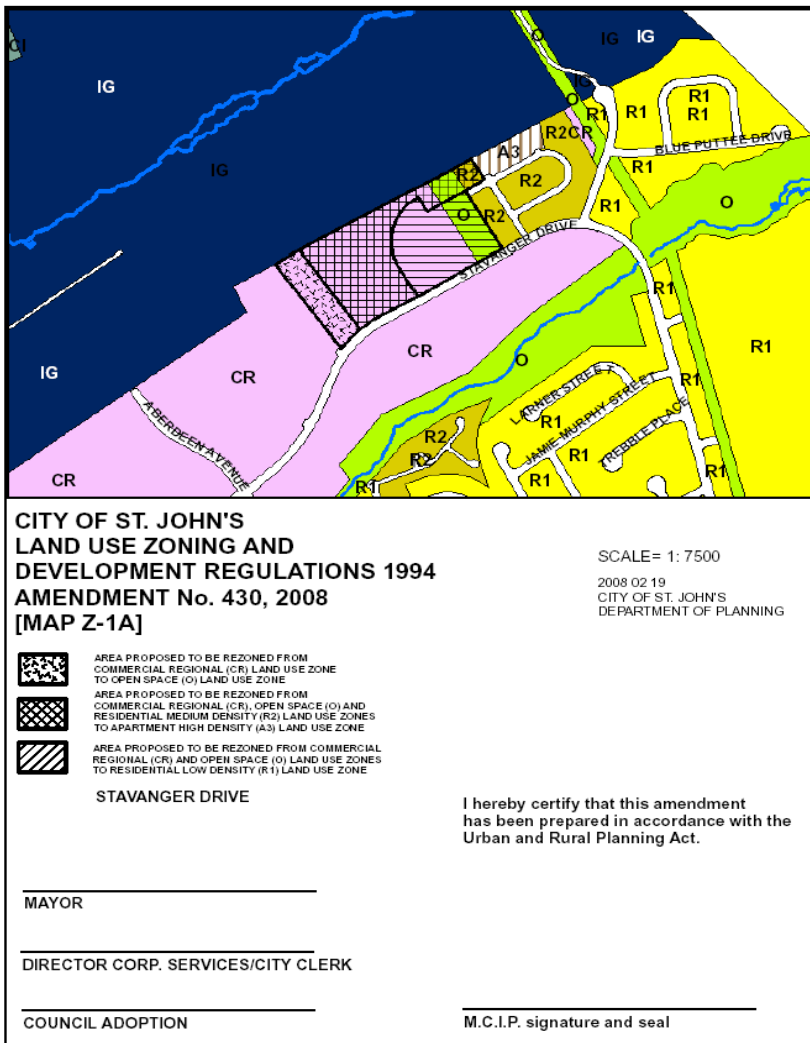 CI
O
IG
IG
IG
IG
O
R1
R1
R1
R1
R2CR
BLUE PUTTEE DRIVE
A3
IG
R1
R2
R2
O
O
R2
R1
STAVANGER DRIVE
R1
CR
R1
IG
O
CR
R1
LARNER STREET
JAMIE MURPHY STREET
ABERDEEN AVENUE
R1
TREBBLE PLACE
R2
R2
R1
R1
R1
R1
CR
CITY OF ST. JOHN'S
LAND USE ZONING AND
DEVELOPMENT REGULATIONS 1994
AMENDMENT No. 430, 2008
[MAP Z-1A]
SCALE= 1: 7500
2008 02 19
CITY OF ST. JOHN'S
DEPARTMENT OF PLANNING
AREA PROPOSED TO BE REZONED FROM
COMMERCIAL REGIONAL (CR) LAND USE ZONE
TO OPEN SPACE (O) LAND USE ZONE
AREA PROPOSED TO BE REZONED FROM
COMMERCIAL REGIONAL (CR), OPEN SPACE (O) AND
RESIDENTIAL MEDIUM DENSITY (R2) LAND USE ZONES
TO APARTMENT HIGH DENSITY (A3) LAND USE ZONE
AREA PROPOSED TO BE REZONED FROM COMMERCIAL
REGIONAL (CR) AND OPEN SPACE (O) LAND USE ZONES
TO RESIDENTIAL LOW DENSITY (R1) LAND USE ZONE
STAVANGER DRIVE
I hereby certify that this amendment
has been prepared in accordance with the
Urban and Rural Planning Act.
MAYOR
DIRECTOR CORP. SERVICES/CITY CLERK
COUNCIL ADOPTION
M.C.I.P. signature and seal